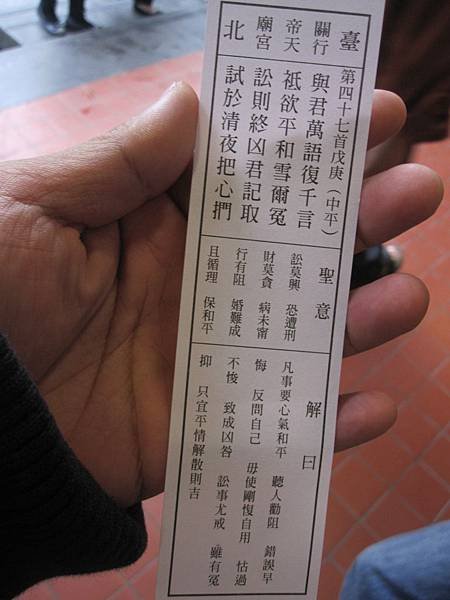 臺北
關帝廟
行天宮
第四十七首戊庚(中平)
與君萬語復千言
祇欲平和雪爾冤
訟則終凶君記取
試於清夜把心捫
聖意
訟莫興 恐遭刑
財莫貪 病未甯
行有阻 婚難成
且循理 保和平
解曰
凡事要心氣和平 聽人勸阻 錯誤早
悔 反問自己 毋使剛愎自用 怙過
不悛 致成凶咎 訟事尤戒 雖有冤
抑 只宜平情解散則吉